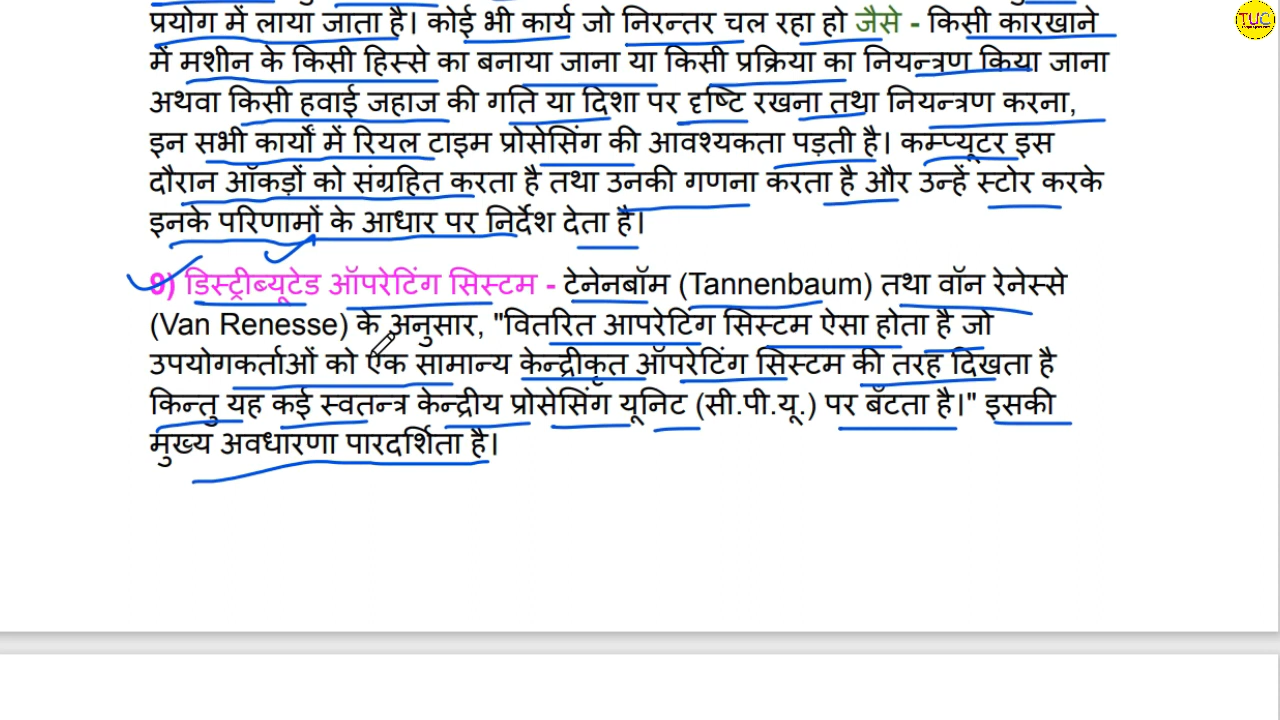 प्रयोग में लाया जाता है। कोई भी कार्य जो निरन्तर चल रहा हो जैसे - किसी कारखाने
में मशीन के किसी हिस्से का बनाया जाना या किसी प्रक्रिया का नियन्त्रण किया जाना
अथवा किसी हवाई जहाज की गति या दिशा पर दृष्टि रखना तथा नियन्त्रण करना,
इन सभी कार्यों में रियल टाइम प्रोसेसिंग की आवश्यकता पड़ती है। कम्प्यूटर इस
दौरान आँकड़ों को संग्रहित करता है तथा उनकी गणना करता है और उन्हें स्टोर करके
इनके परिणामों के आधार पर निर्देश देता है।
9) डिस्ट्रीब्यूटेड ऑपरेटिंग सिस्टम - टेनेनबॉम (Tannenbaum) तथा वॉन रेनेस्से
(Van Renesse) के अनुसार, "वितरित आपरेटिग सिस्टम ऐसा होता है जो
उपयोगकर्ताओं को एक सामान्य केन्द्रीकृत ऑपरेटिंग सिस्टम की तरह दिखता है
किन्तु यह कई स्वतन्त्र केन्द्रीय प्रोसेसिंग यूनिट (सी.पी.यू.) पर बँटता है।" इसकी
मुख्य अवधारणा पारदर्शिता है।
TUC